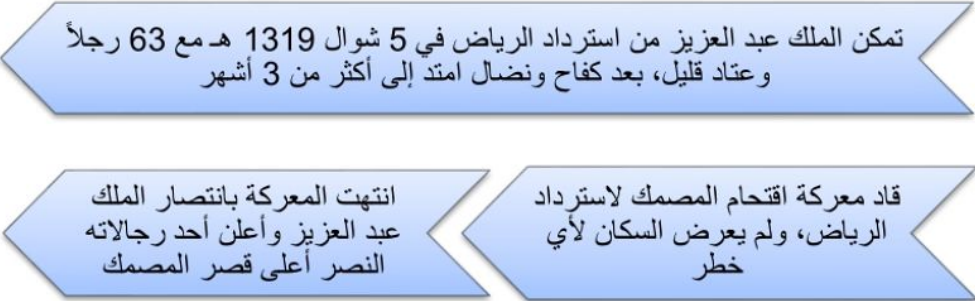 تمكن الملك عبد العزيز من استرداد الرياض في 5 شوال 1319 هـ مع 63 رجلاً
وعتاد قليل، بعد كفاح ونضال امتد إلى أكثر من 3 أشهر
قاد معركة اقتحام المصمك لاسترداد
الرياض، ولم يعرض السكان لأي
خطر
انتهت المعركة بانتصار الملك
عبد العزيز وأعلن أحد رجالاته
النصر أعلى قصر المصمك